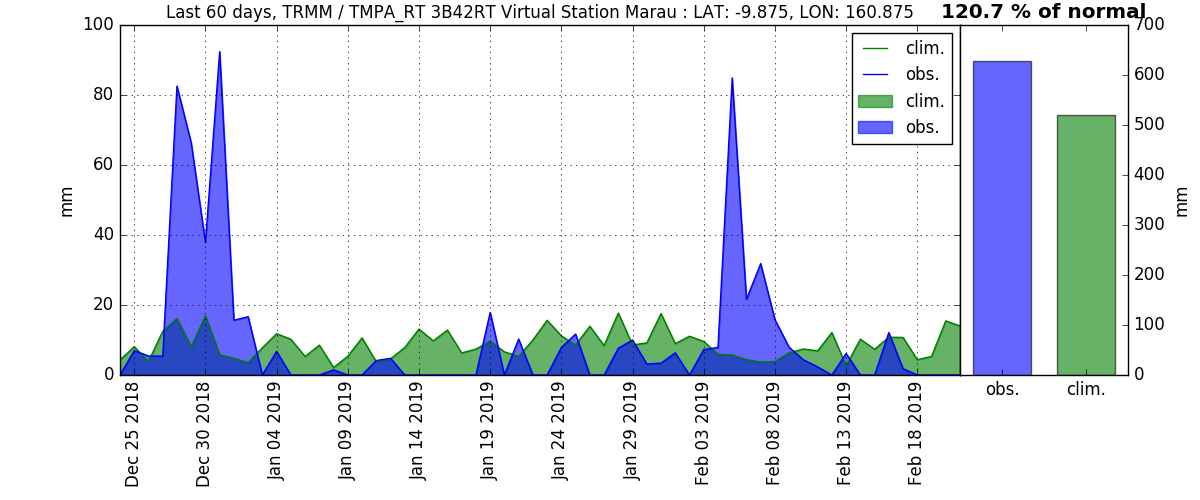 Last 60 days, TRMM / TMPA_RT 3B42RT Virtual Station Marau : LAT: -9.875, LON: 160.875
120.7 % of normal
100
80
60
40
20
0
mm
clim.
obs.
clim.
obs.
Dec 25 2018
Dec 30 2018
Jan 04 2019
Jan 09 2019
Jan 14 2019
Jan 19 2019
Jan 24 2019
Jan 29 2019
Feb 03 2019
Feb 08 2019
Feb 13 2019
Feb 18 2019
700
600
500
400
300
200
100
0
mm
obs.
clim.